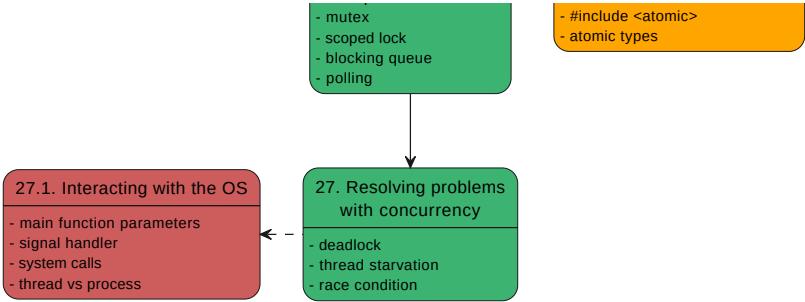 - mutex
- scoped lock
- blocking queue
- polling
- #include <atomic>
- atomic types
27.1. Interacting with the OS
- main function parameters
- signal handler
- system calls
- thread vs process
27. Resolving problems
with concurrency
- deadlock
- thread starvation
- race condition